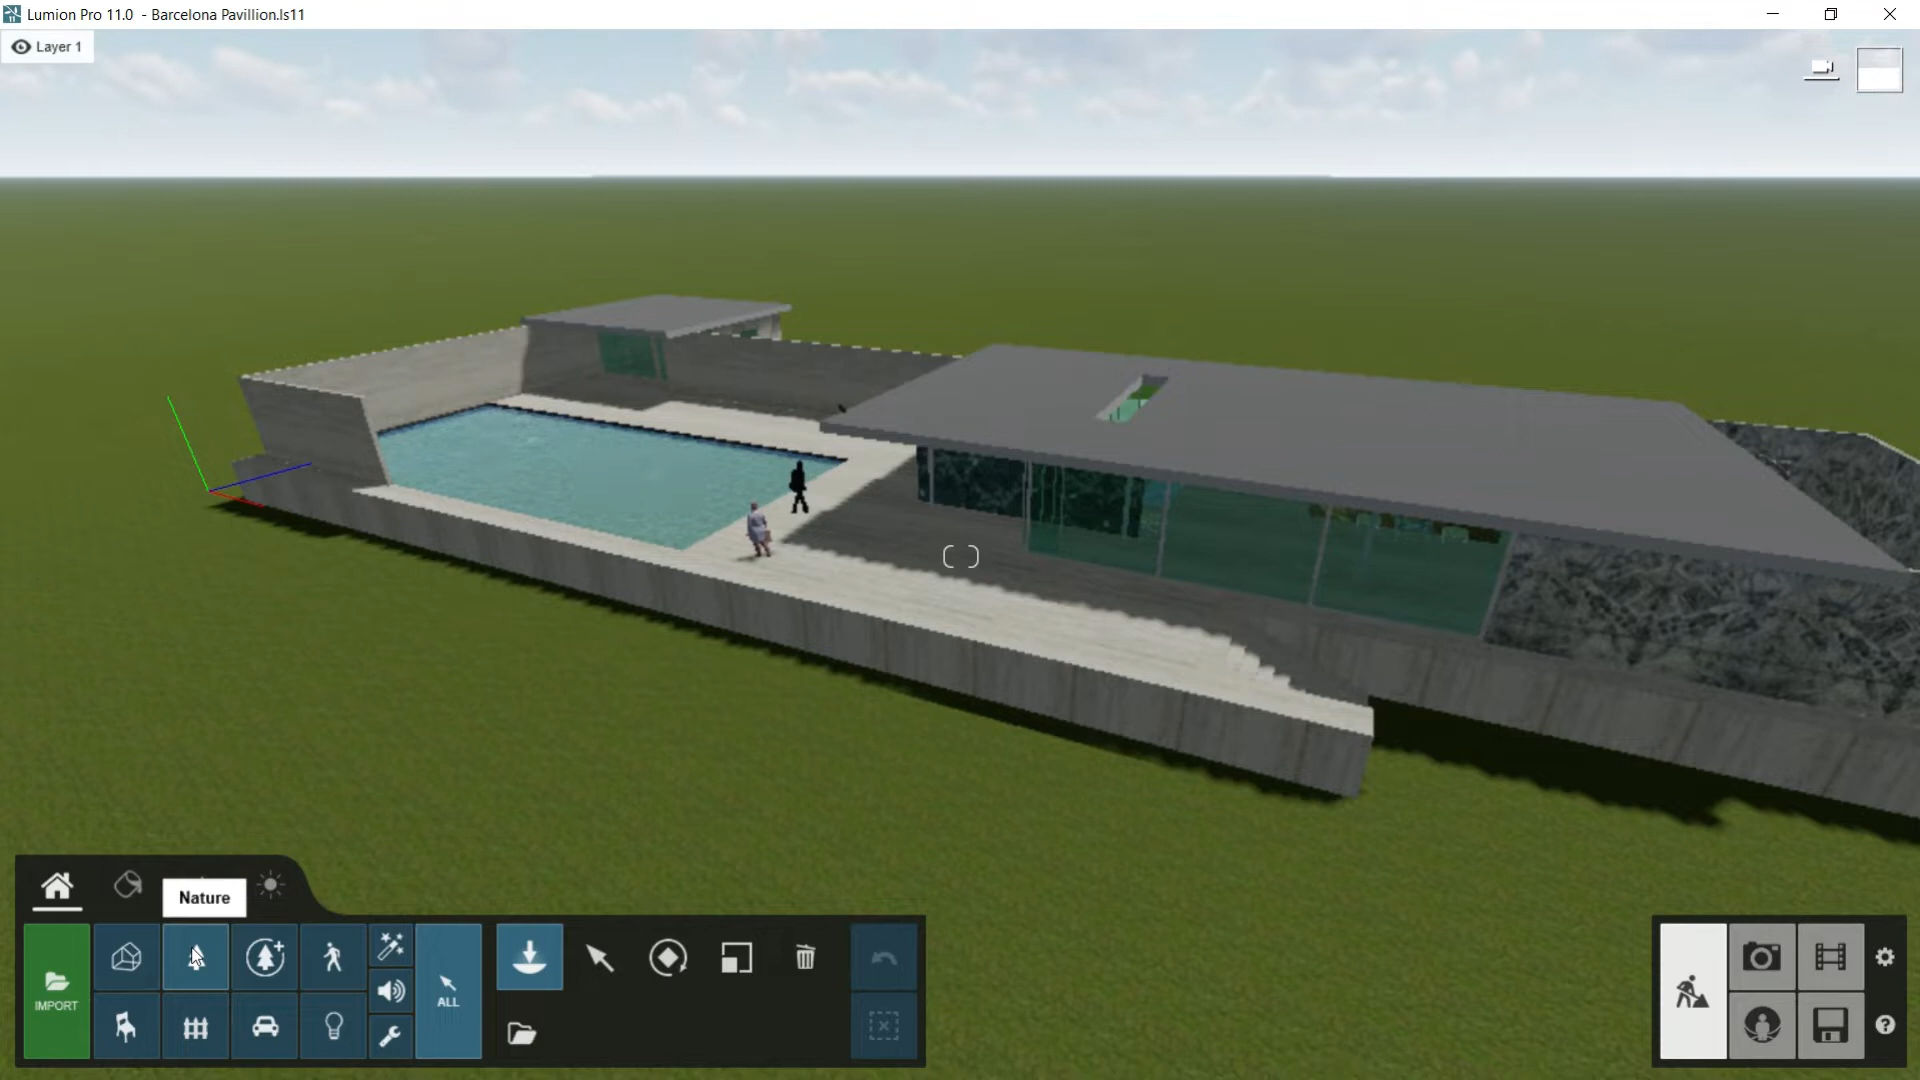 Lumion Pro 11.0 - Barcelona Pavillion.ls11
Layer 1
Nature
IMPORT
ALL